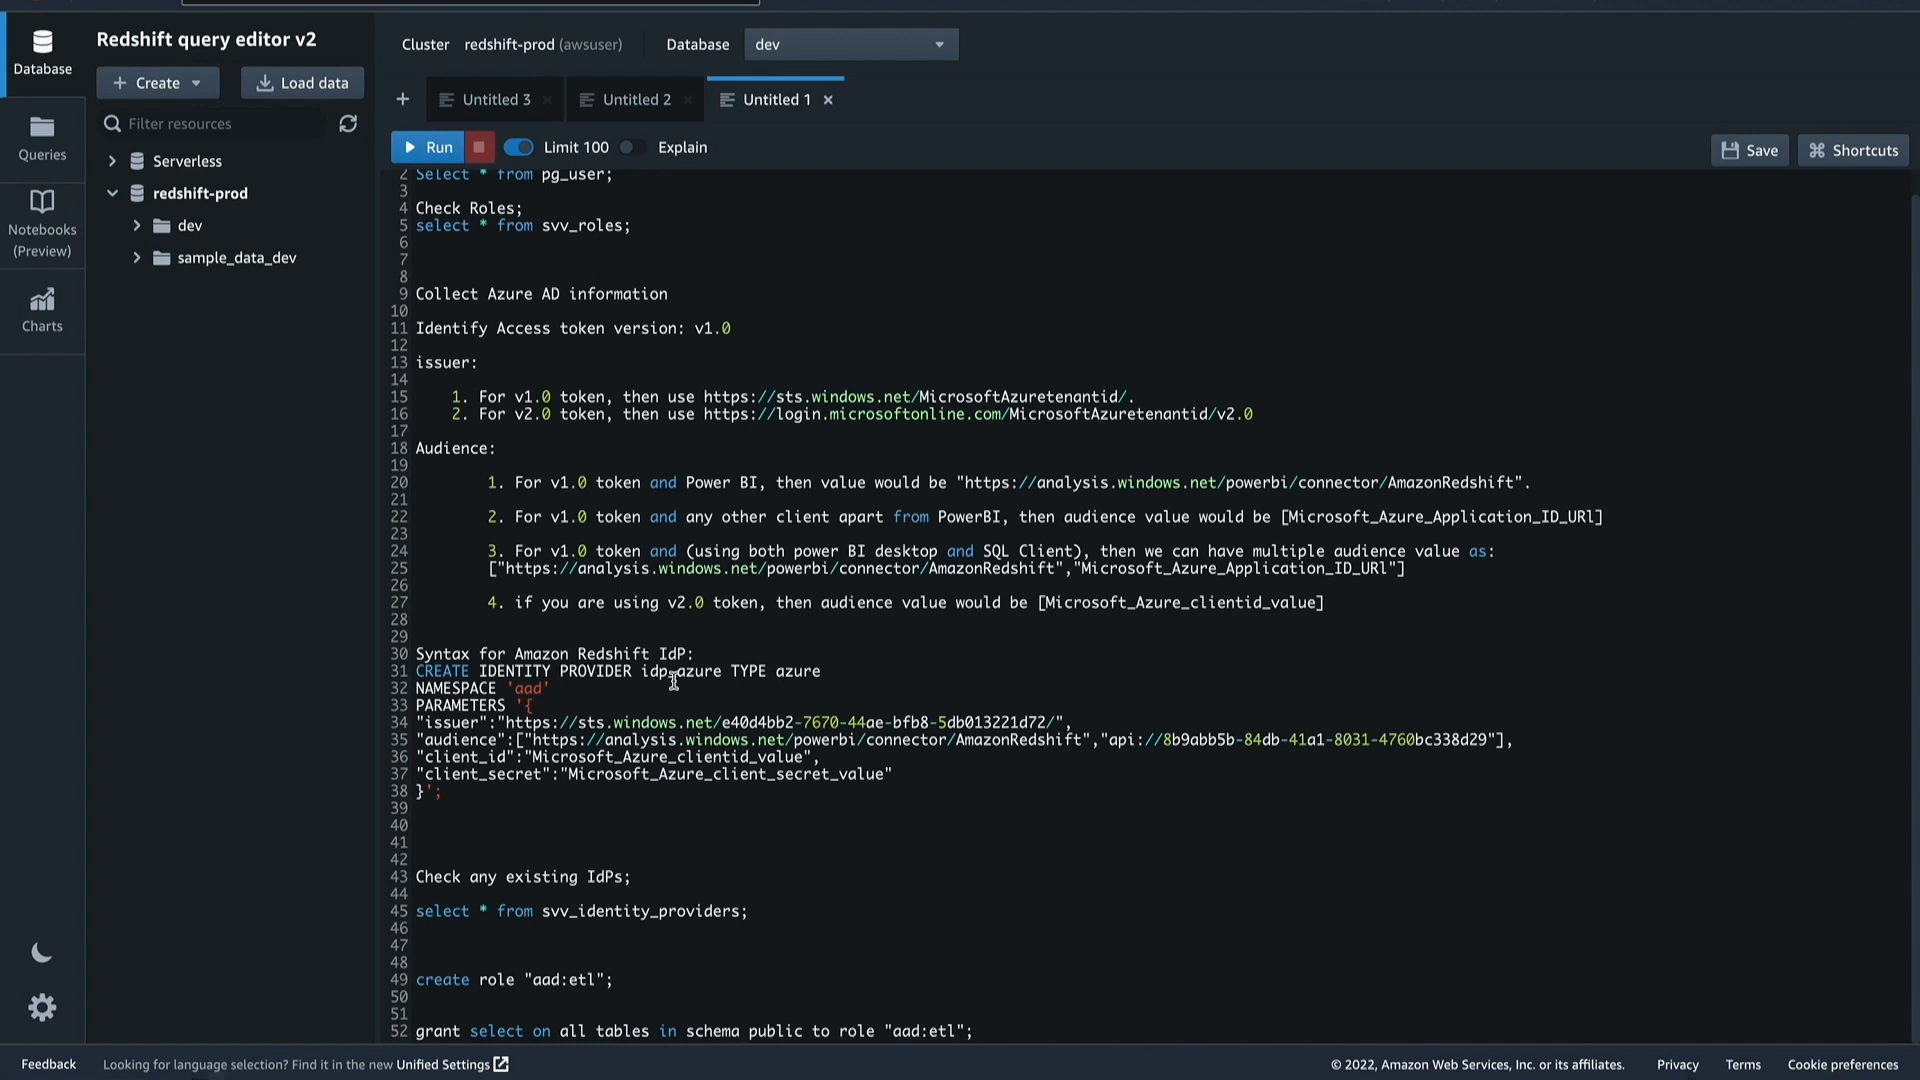 Redshift query editor v2
Database
Create
Load data
Filter resources
Queries
Serverless
redshift-prod
dev
sample_data_dev
Notebooks
(Preview)
Charts
Cluster redshift-prod (awsuser) Database dev
Untitled 3
Untitled 2
Untitled 1
Run
Limit 100
Explain
Save
Shortcuts
2 Select * from pg_user;
3
4 Check Roles;
5 select * from svv_roles;
6
7
8
9 Collect Azure AD information
10
11 Identify Access token version: v1.0
12
13 issuer:
14
15 1. For v1.0 token, then use https://sts.windows.net/MicrosoftAzuretenantid/.
16 2. For v2.0 token, then use https://login.microsoftonline.com/MicrosoftAzuretenantid/v2.0
17
18 Audience:
19
20 1. For v1.0 token and Power BI, then value would be "https://analysis.windows.net/powerbi/connector/AmazonRedshift".
21
22 2. For v1.0 token and any other client apart from PowerBI, then audience value would be [Microsoft_Azure_Application_ID_URl]
23
24 3. For v1.0 token and (using both power BI desktop and SQL Client), then we can have multiple audience value as:
25 ["https://analysis.windows.net/powerbi/connector/AmazonRedshift","Microsoft_Azure_Application_ID_URl"]
26
27 4. if you are using v2.0 token, then audience value would be [Microsoft_Azure_clientid_value]
28
29
30 Syntax for Amazon Redshift IdP:
31 CREATE IDENTITY PROVIDER idp_azure TYPE azure
32 NAMESPACE 'aad'
33 PARAMETERS '{
34 "issuer":"https://sts.windows.net/e40d4bb2-7670-44ae-bfb8-5db013221d72/",
35 "audience":["https://analysis.windows.net/powerbi/connector/AmazonRedshift","api://8b9abb5b-84db-41a1-8031-4760bc338d29"],
36 "client_id":"Microsoft_Azure_clientid_value",
37 "client_secret":"Microsoft_Azure_client_secret_value"
38 }';
39
40
41
42
43 Check any existing IdPs;
44
45 select * from svv_identity_providers;
46
47
48
49 create role "aad:etl";
50
51
52 grant select on all tables in schema public to role "aad:etl";
Feedback
Looking for language selection? Find it in the new Unified Settings
© 2022, Amazon Web Services, Inc. or its affiliates.
Privacy
Terms
Cookie preferences